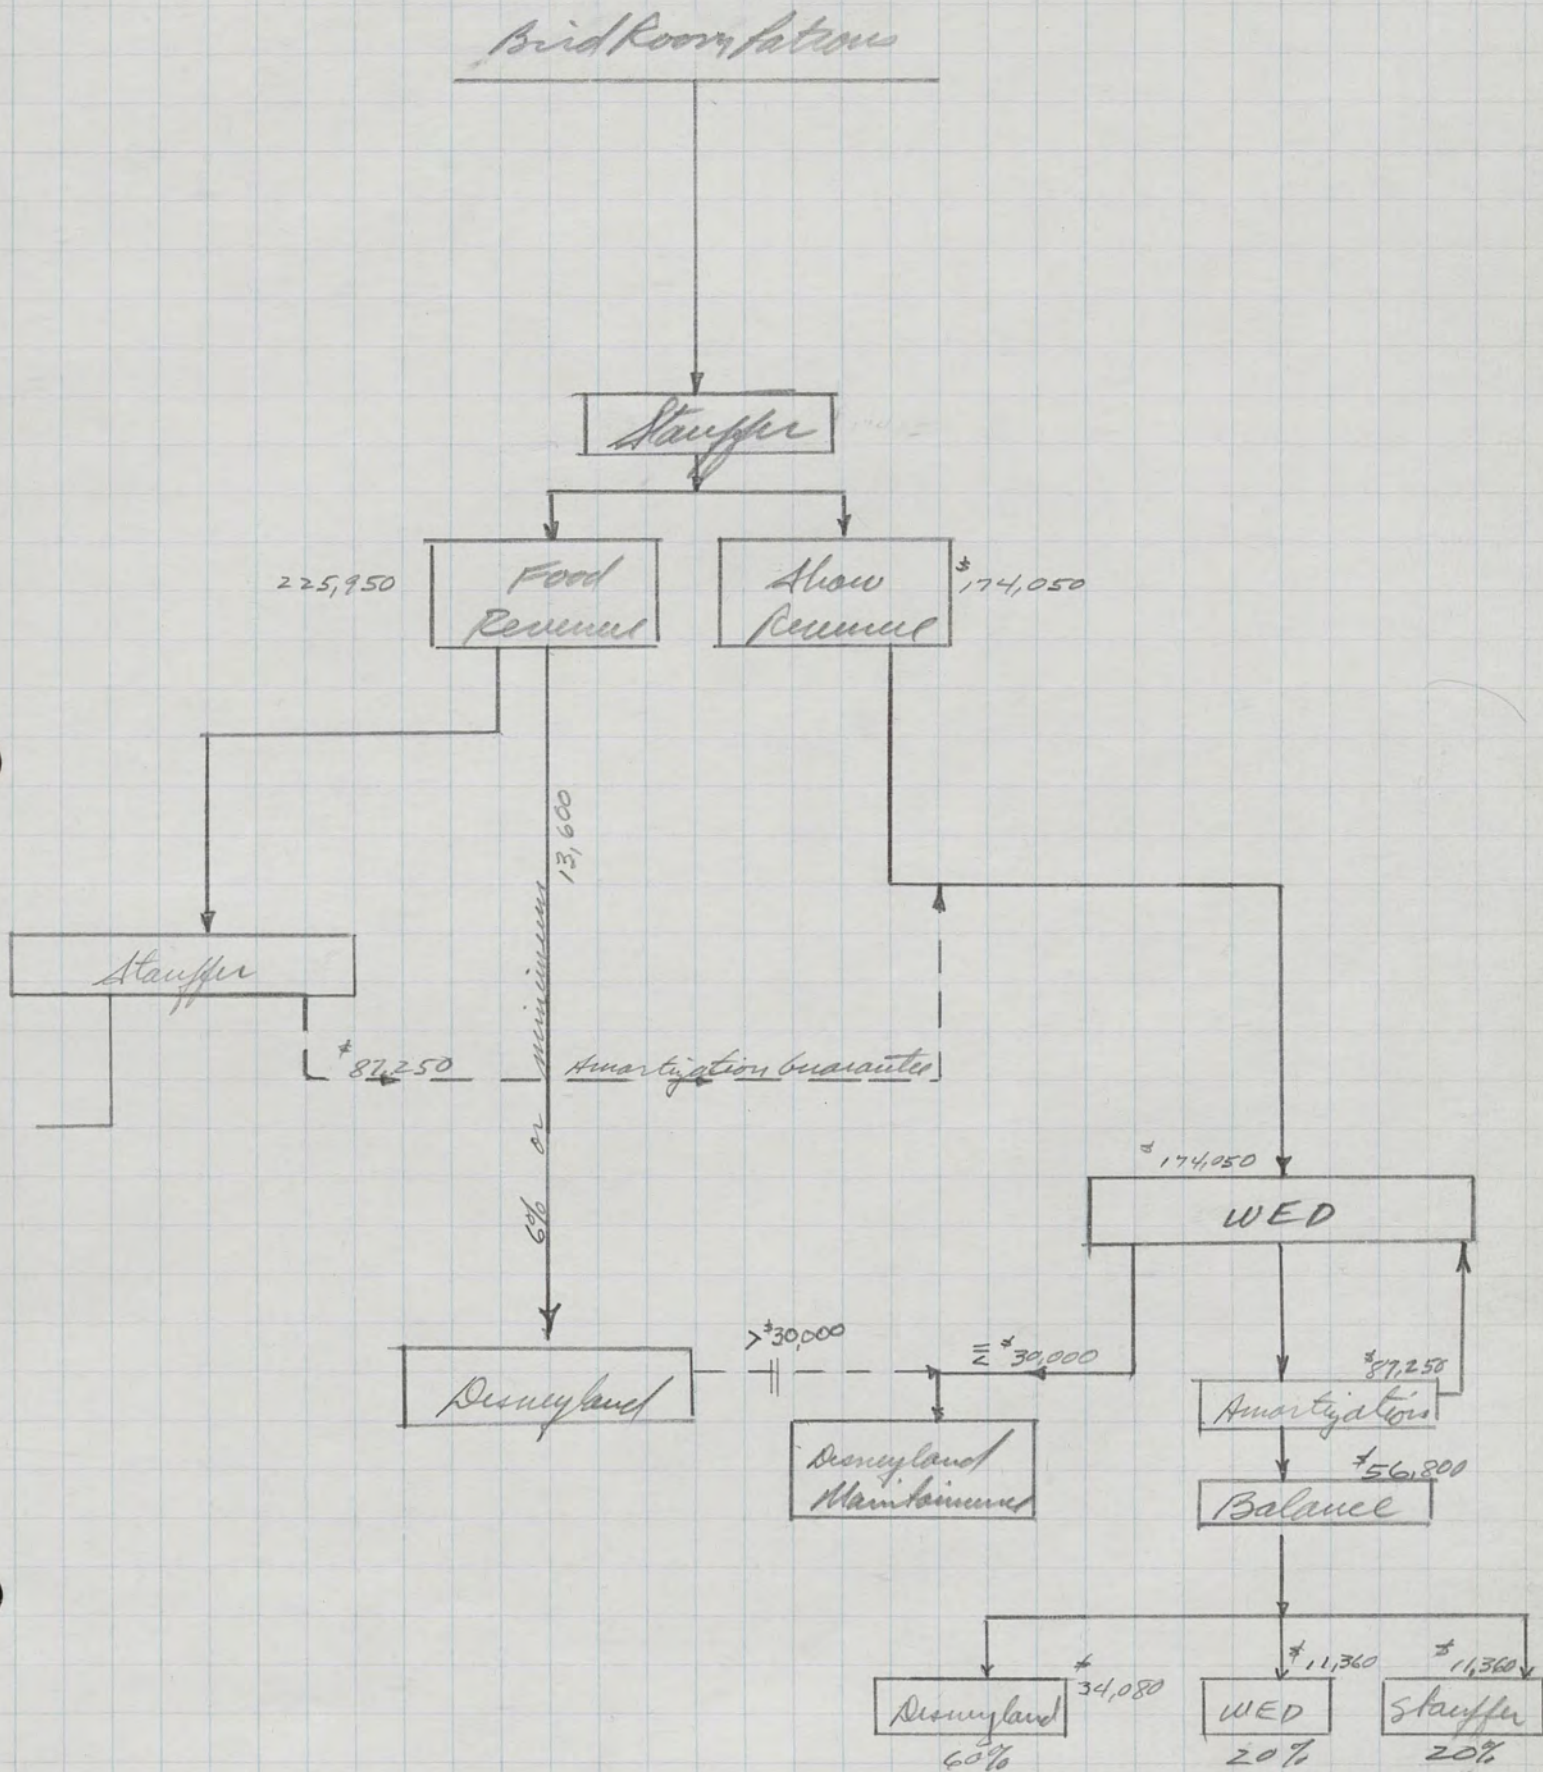 Bird Room Patrons
Stauffer
225,950
Food
Revenue
Show
Revenue
$174,050
13,600
6% or minimum
Stauffer
$87,250
Amortization Guarantee
$174,050
WED
>$30,000
≦ $30,000
Disneyland
$87,250
Amortization
Disneyland
Maintainence
$56,800
Balance
Disneyland
$34,080
60%
$11,360
WED
20%
$11,360
Stauffer
20%